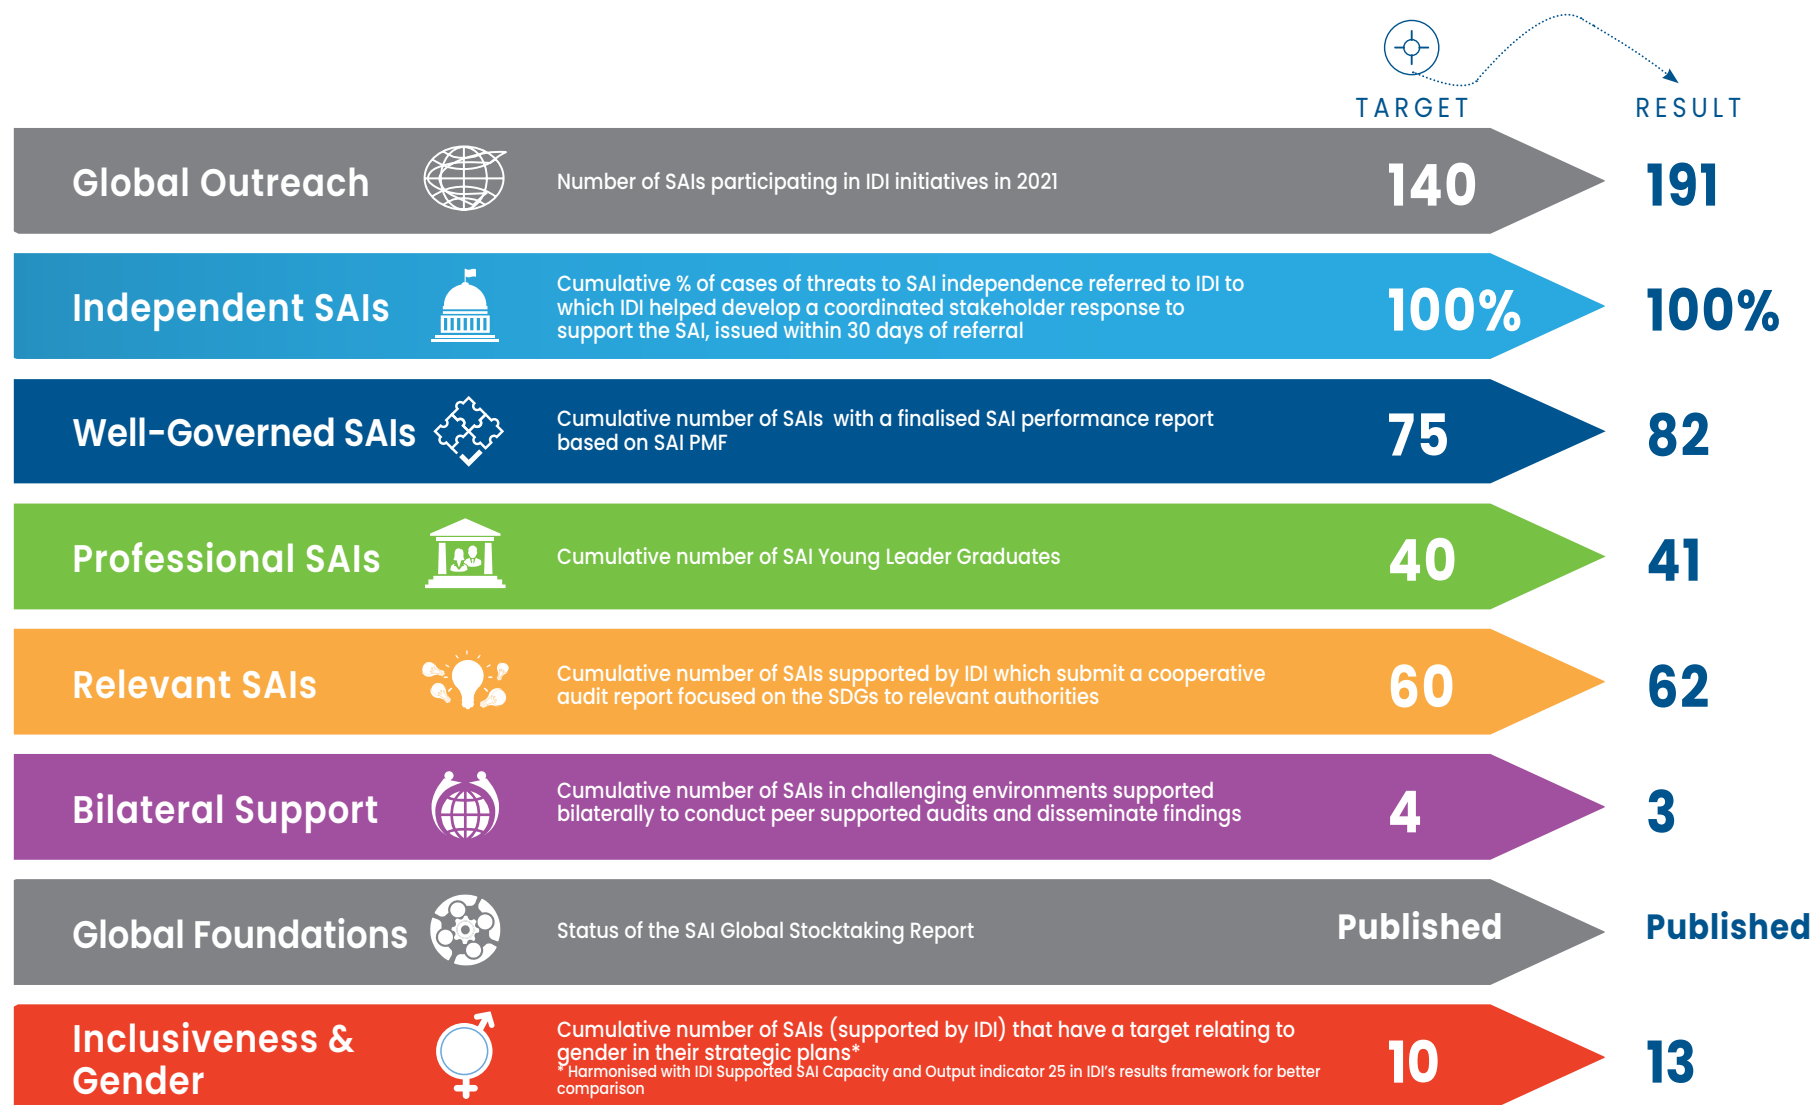 TARGET RESULT
Global Outreach Number of SAIs participating in IDI initiatives in 2021 140 191
Independent SAIs
Cumulative % of cases of threats to SAI independence referred to IDI to
which IDI helped develop a coordinated stakeholder response to
support the SAI, issued within 30 days of referral
100% 100%
Well-Governed SAIs
Cumulative number of SAIs with a finalised SAI performance report
based on SAI PMF
75 82
Professional SAIs Cumulative number of SAI Young Leader Graduates 40 41
Relevant SAIs
Cumulative number of SAIs supported by IDI which submit a cooperative
audit report focused on the SDGs to relevant authorities
60 62
Bilateral Support
Cumulative number of SAIs in challenging environments supported
bilaterally to conduct peer supported audits and disseminate findings
4 3
Global Foundations Status of the SAI Global Stocktaking Report Published Published
Inclusiveness &
Gender
Cumulative number of SAIs (supported by IDI) that have a target relating to
gender in their strategic plans*
* Harmonised with IDI Supported SAI Capacity and Output indicator 25 in IDI's results framework for better
comparison
10 13